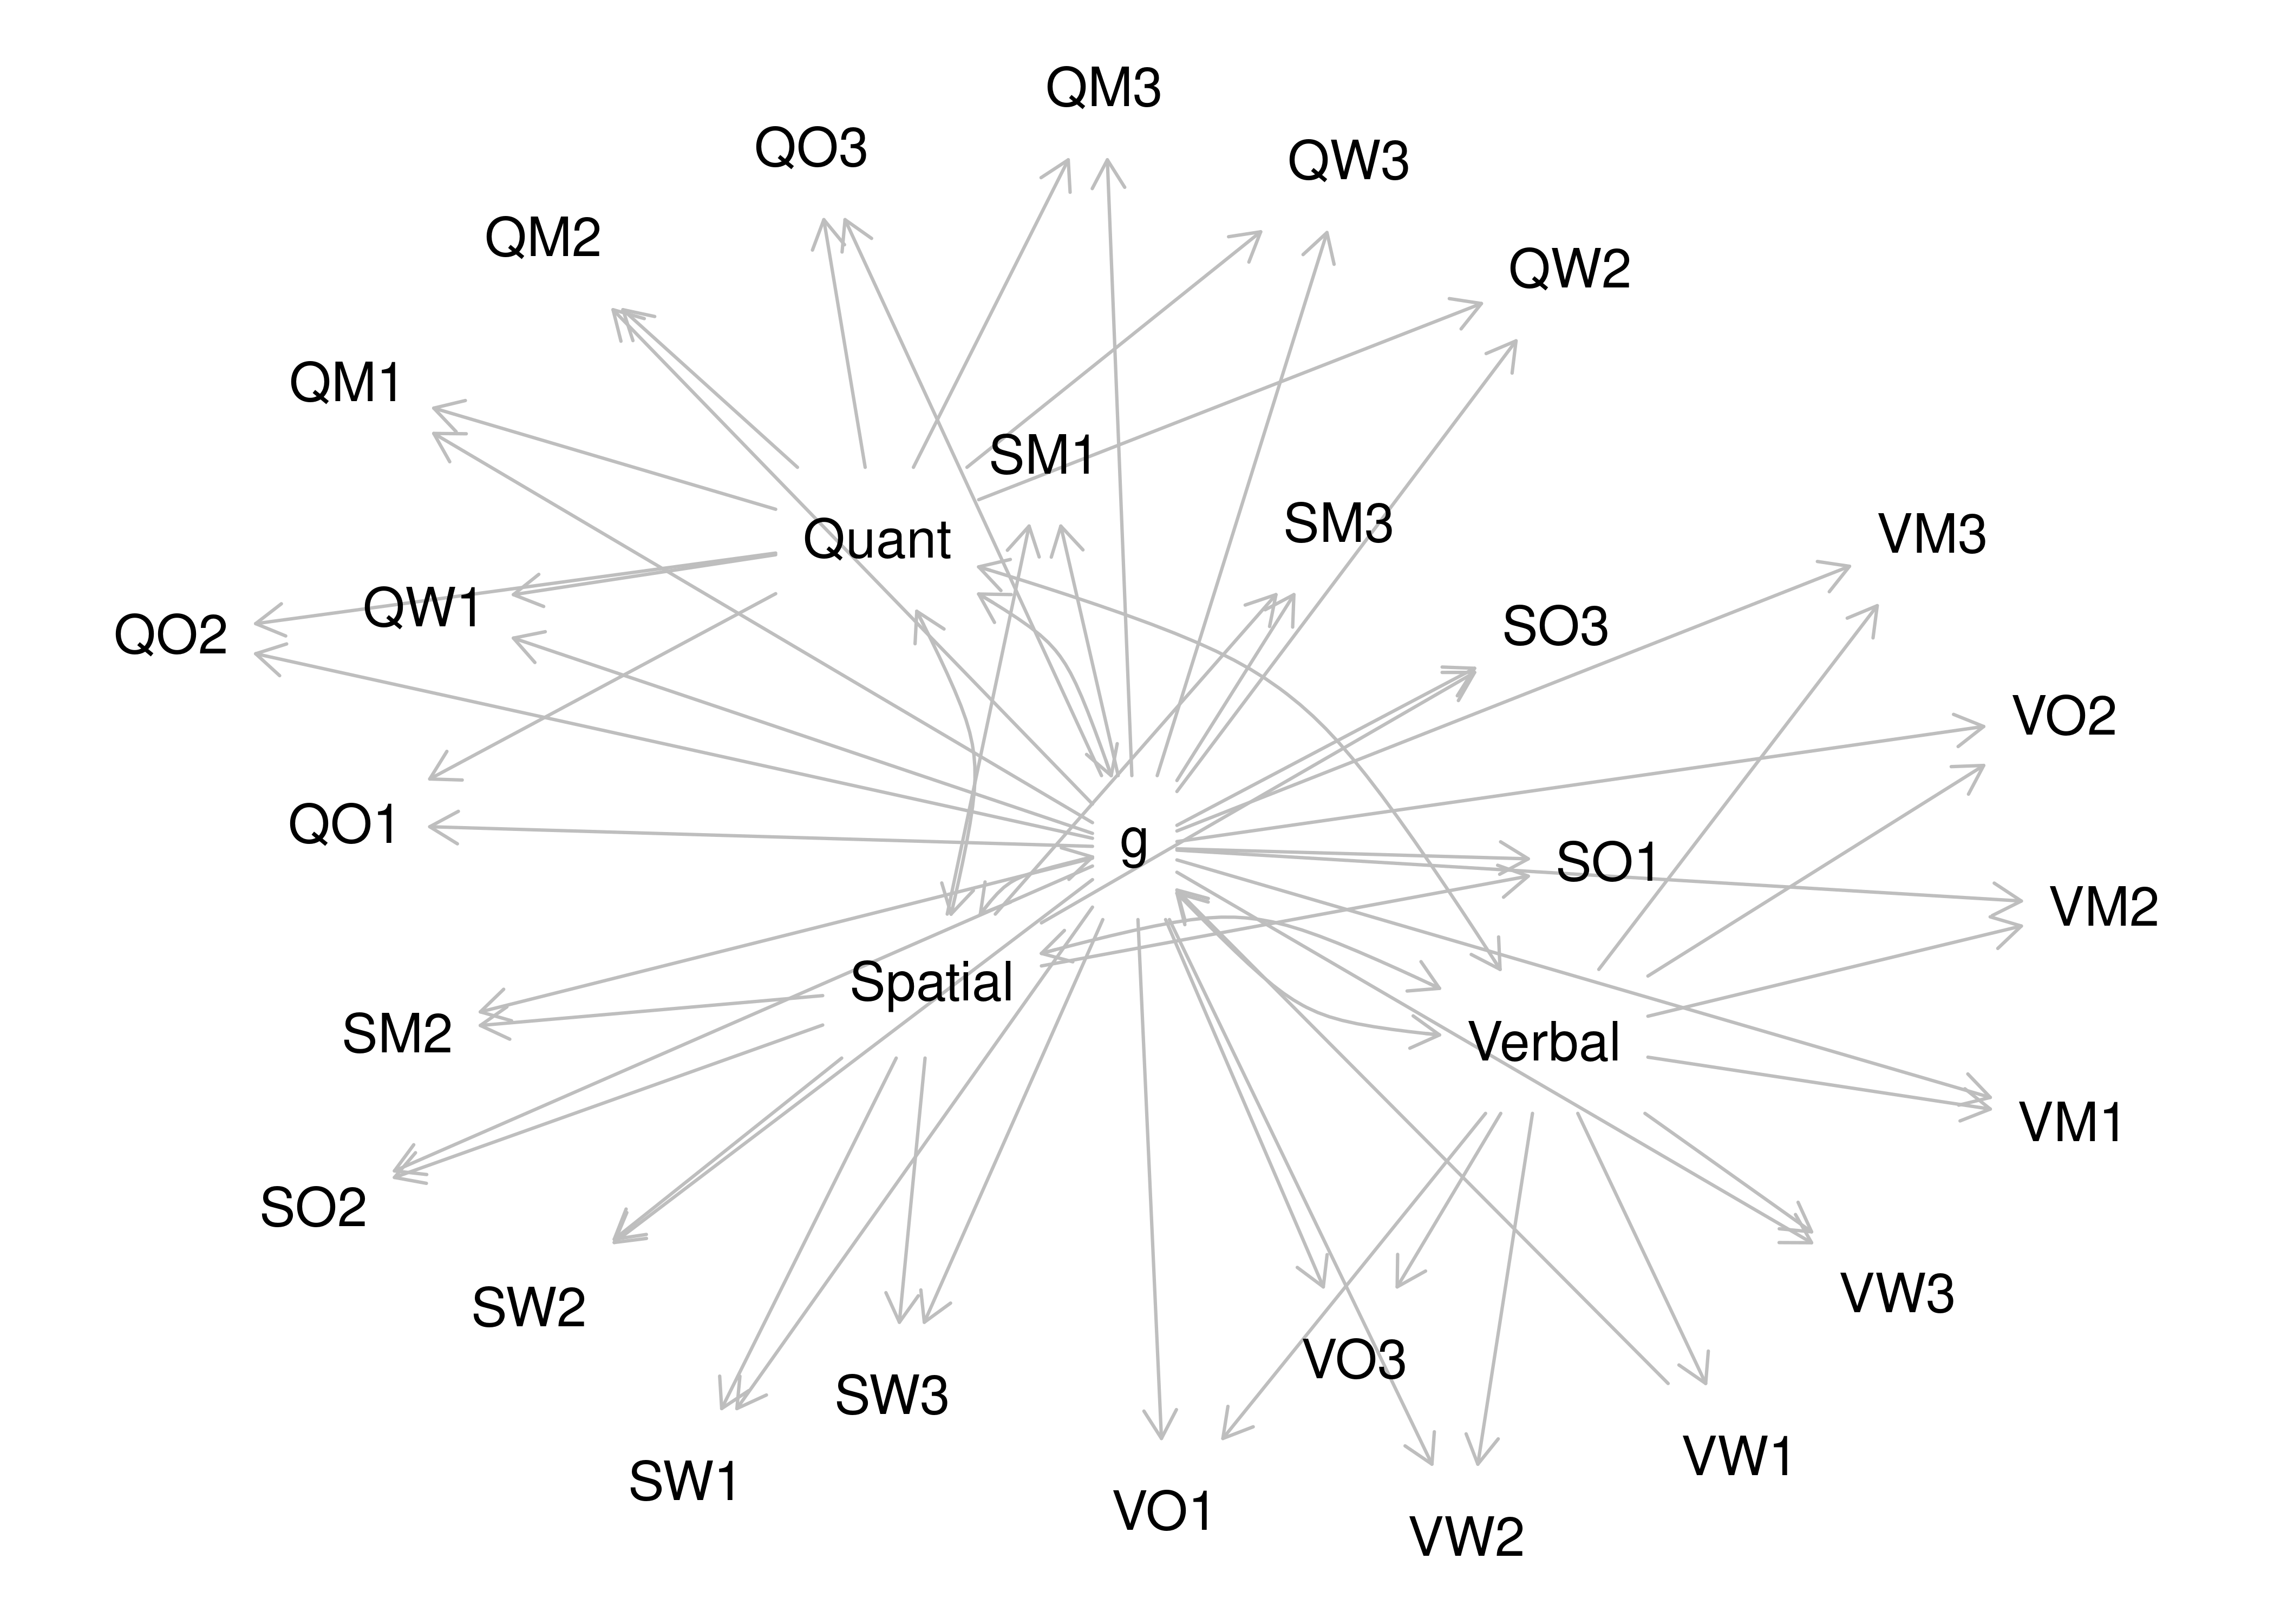 QM3
QO3
QW3
QM2
QW2
QM1
SM1
SM3
VM3
Quant
QW1
QO2
SO3
VO2
QO1
g
SO1
VM2
Spatial
SM2
Verbal
VM1
SO2
SW2
VW3
VO3
SW3
VW1
SW1
VO1
VW2